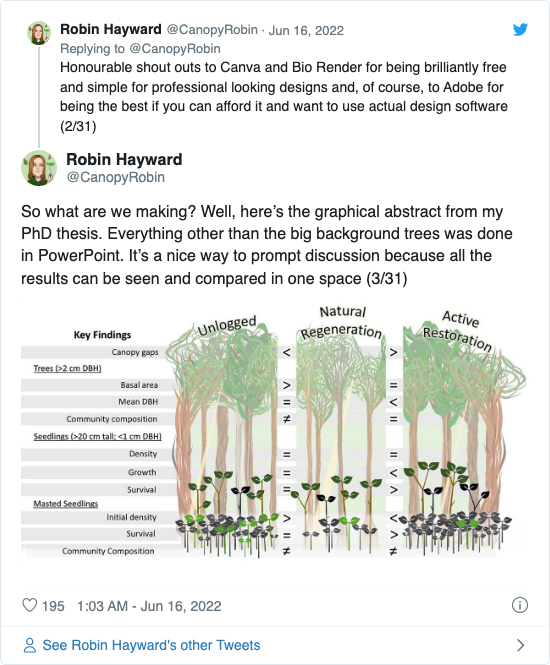 Robin Hayward @CanopyRobin · Jun 16, 2022
Replying to @CanopyRobin
Honourable shout outs to Canva and Bio Render for being brilliantly free
and simple for professional looking designs and, of course, to Adobe for
being the best if you can afford it and want to use actual design software
(2/31)
Robin Hayward
@CanopyRobin
So what are we making? Well, here’s the graphical abstract from my
PhD thesis. Everything other than the big background trees was done
in PowerPoint. It’s a nice way to prompt discussion because all the
results can be seen and compared in one space (3/31)
Unlogged
Natural
Regeneration
Active
Restoration
Key Findings
Canopy gaps < >
Trees (>2 cm DBH)
Basal area > =
Mean DBH = <
Community composition ≠ =
Seedlings (>20 cm tall; <1 cm DBH)
Density = =
Growth = <
Survival = >
Masted Seedlings
Initial density > <
Survival = >
Community Composition ≠ ≠
195 1:03 AM - Jun 16, 2022
See Robin Hayward's other Tweets